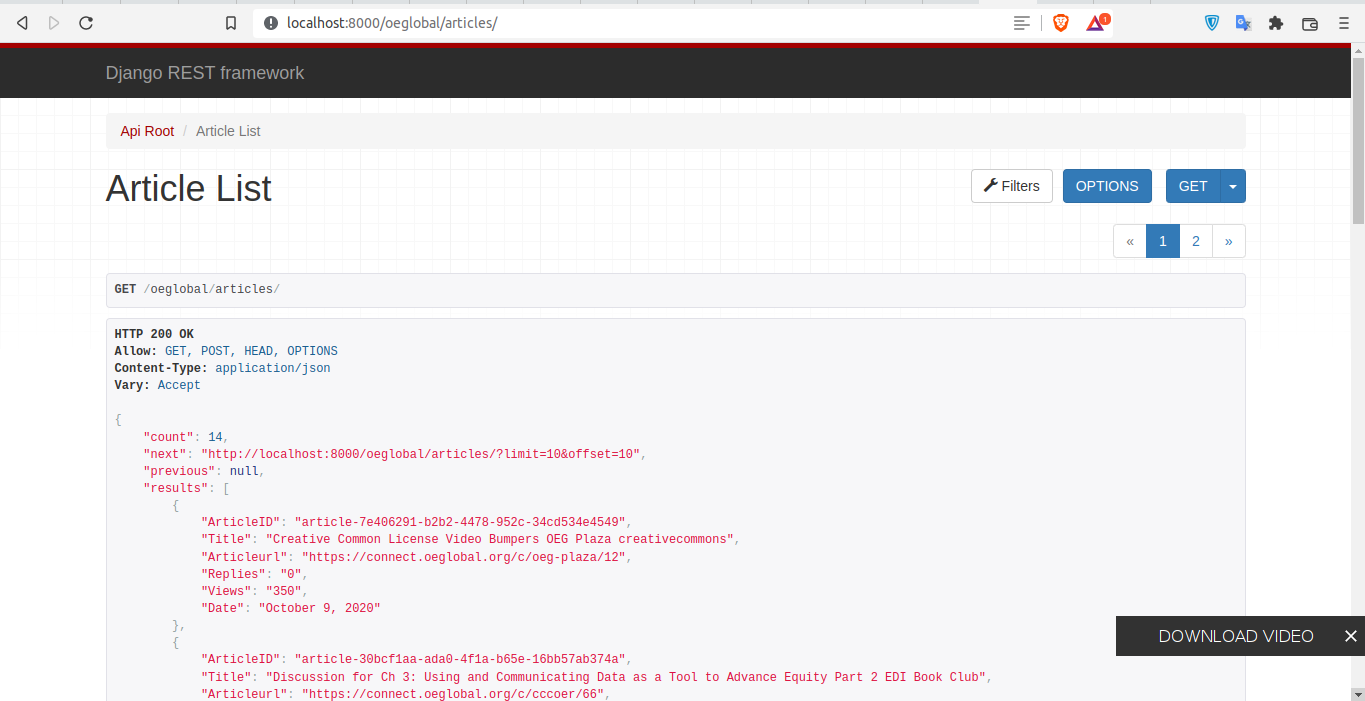 localhost:8000/oeglobal/articles/
1
Django REST framework
Api Root / Article List
Article List
Filters
OPTIONS
GET
« 1 2 »
GET /oeglobal/articles/
HTTP 200 OK
Allow: GET, POST, HEAD, OPTIONS
Content-Type: application/json
Vary: Accept
{
"count": 14,
"next": "http://localhost:8000/oeglobal/articles/?limit=10&offset=10",
"previous": null,
"results": [
{
"ArticleID": "article-7e406291-b2b2-4478-952c-34cd534e4549",
"Title": "Creative Common License Video Bumpers OEG Plaza creativecommons",
"Articleurl": "https://connect.oeglobal.org/c/oeg-plaza/12",
"Replies": "0",
"Views": "350",
"Date": "October 9, 2020"
},
{
"ArticleID": "article-30bcf1aa-ada0-4f1a-b65e-16bb57ab374a",
"Title": "Discussion for Ch 3: Using and Communicating Data as a Tool to Advance Equity Part 2 EDI Book Club",
"Articleurl": "https://connect.oeglobal.org/c/cccoer/66",
DOWNLOAD VIDEO ×